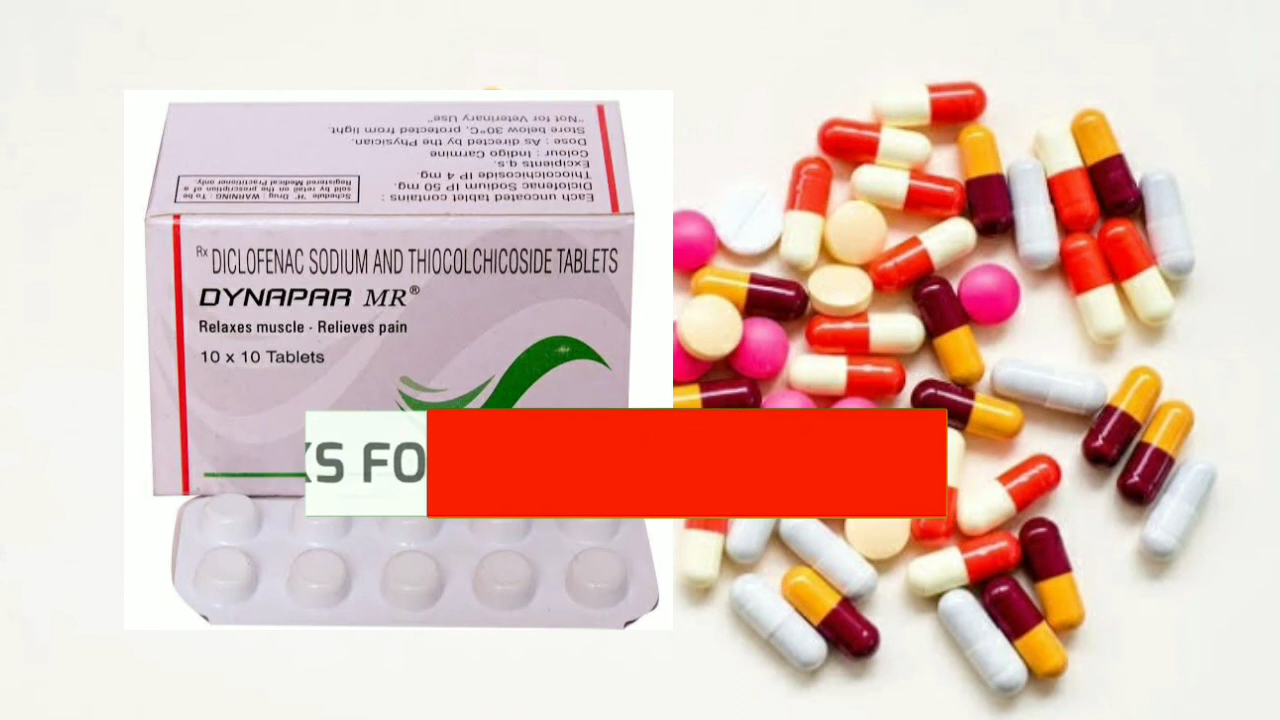 Each uncoated tablet contains :
Diclofenac Sodium IP 50 mg.
Thiocolchicoside IP 4 mg.
Excipients q.s.
Colour : Indigo Carmine
Dose : As directed by the Physician.
Store below 30°C, protected from light.
"Not for Veterinary Use"
Schedule 'H' Drug : WARNING : To be
sold by retail on the prescription of a
Registered Medical Practitioner only.
Rx DICLOFENAC SODIUM AND THIOCOLCHICOSIDE TABLETS
DYNAPAR MR®
Relaxes muscle - Relieves pain
10 x 10 Tablets
S FO